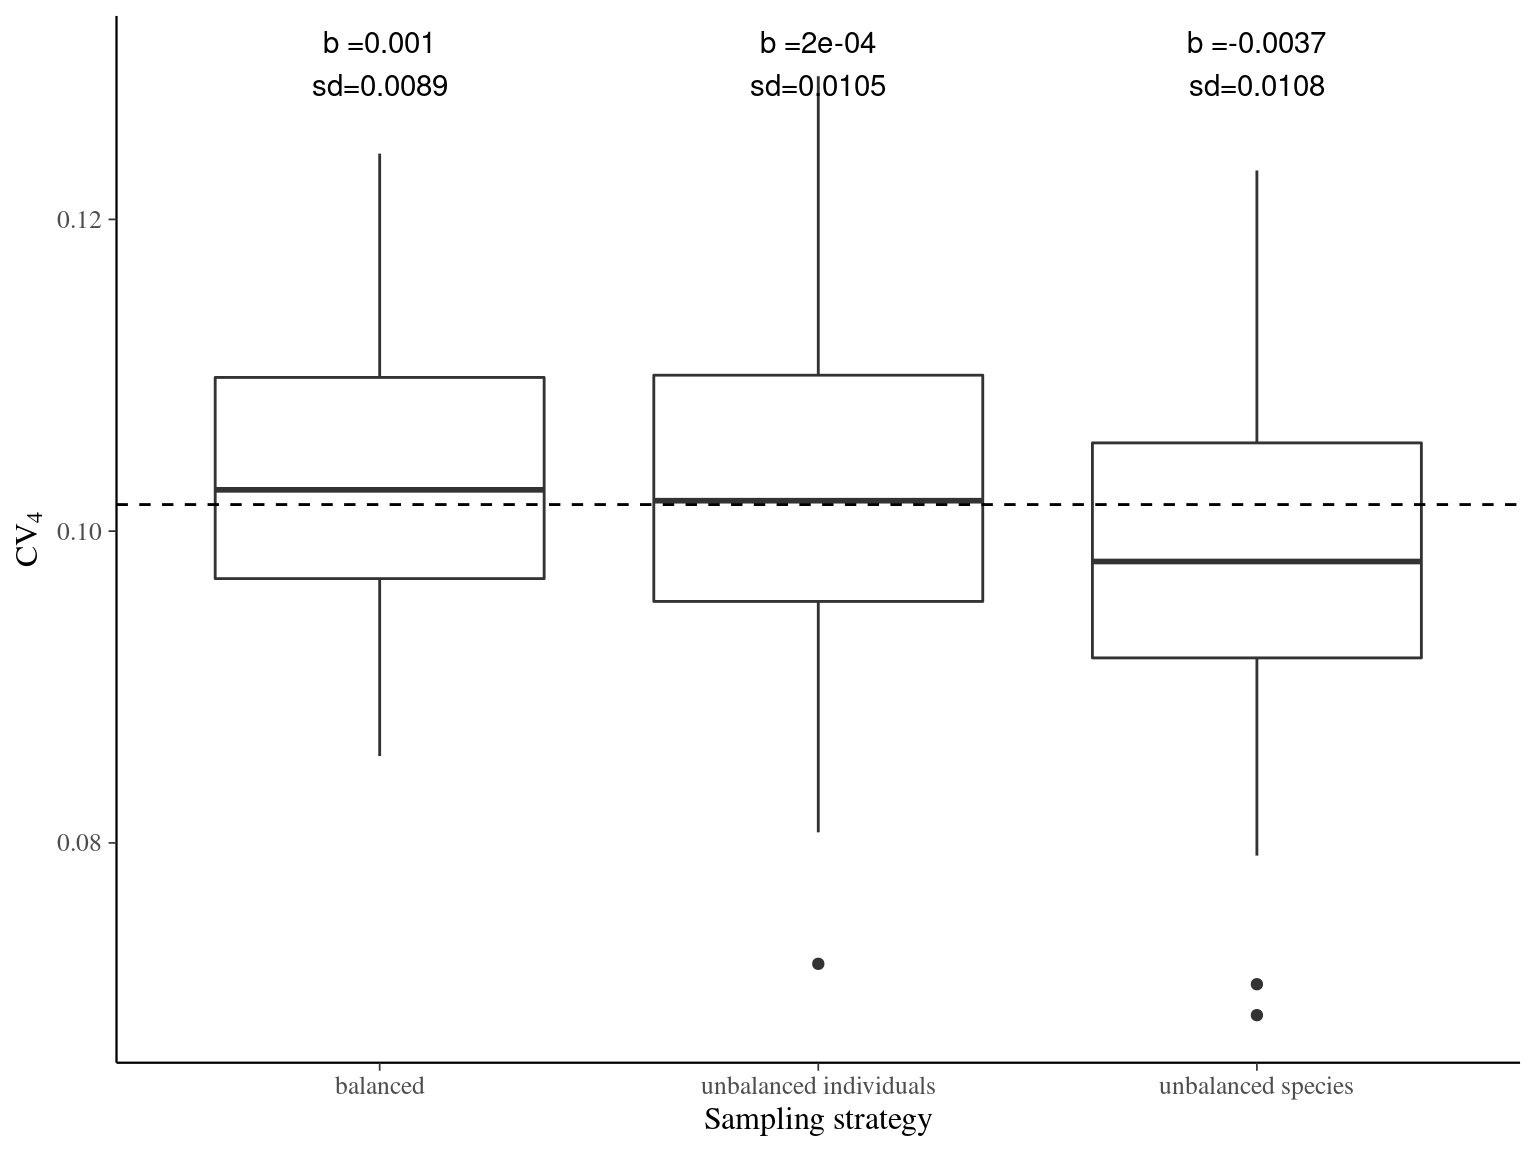 b =0.001
b =2e-04
b =-0.0037
sd=0.0089
sd=0.0105
sd=0.0108
0.12
0.10
0.08
CV4
balanced
unbalanced individuals
unbalanced species
Sampling strategy